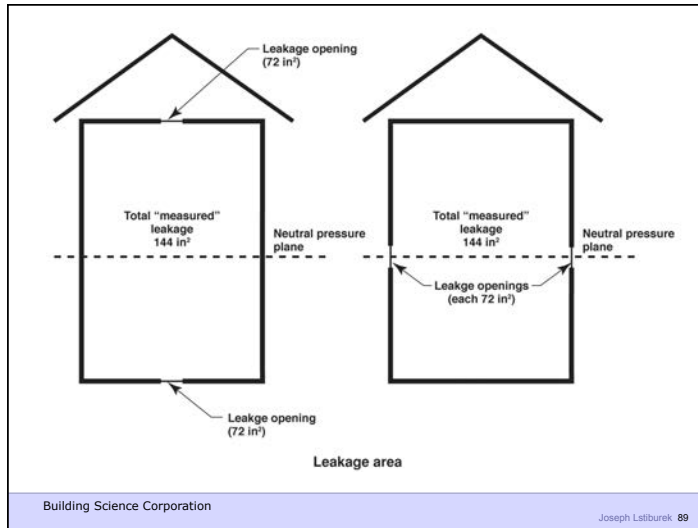 Leakage opening
(72 in²)
Total “measured”
leakage
144 in²
Neutral pressure
plane
Leakge opening
(72 in²)
Total “measured”
leakage
144 in²
Neutral pressure
plane
Leakge openings
(each 72 in²)
Leakage area
Building Science Corporation
Joseph Lstiburek 89